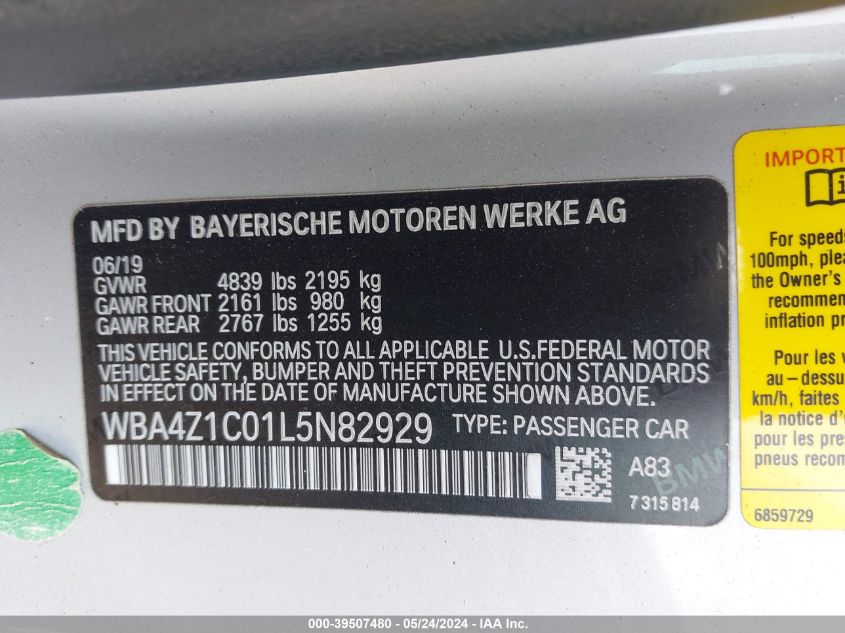 MFD BY BAYERISCHE MOTOREN WERKE AG
06/19
GVWR 4839 lbs 2195 kg
GAWR FRONT 2161 lbs 980 kg
GAWR REAR 2767 lbs 1255 kg
THIS VEHICLE CONFORMS TO ALL APPLICABLE U.S.FEDERAL MOTOR
VEHICLE SAFETY, BUMPER AND THEFT PREVENTION STANDARDS
IN EFFECT ON THE DATE OF MANUFACTURE SHOWN ABOVE.
WBA4Z1C01L5N82929 TYPE: PASSENGER CAR
A83
7 315 814
IMPORT
For speeds
100mph, plea
the Owner's
recommen
inflation pr
Pour les v
au-dessu
km/h, faites
la notice d'
pour les pres
pneus recom
6859729
000-39507480 - 05/24/2024 - IAA Inc.